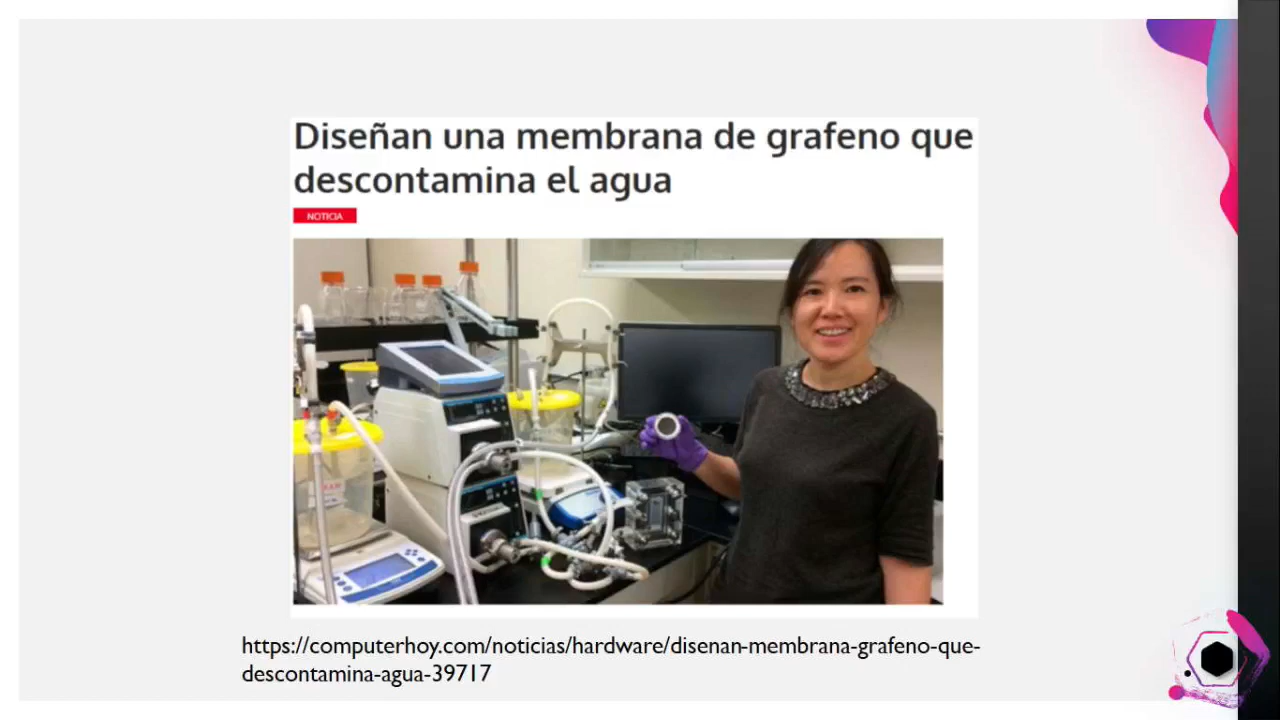 Diseñan una membrana de grafeno que
descontamina el agua
NOTICIA
https://computerhoy.com/noticias/hardware/disenan-membrana-grafeno-que-
descontamina-agua-39717